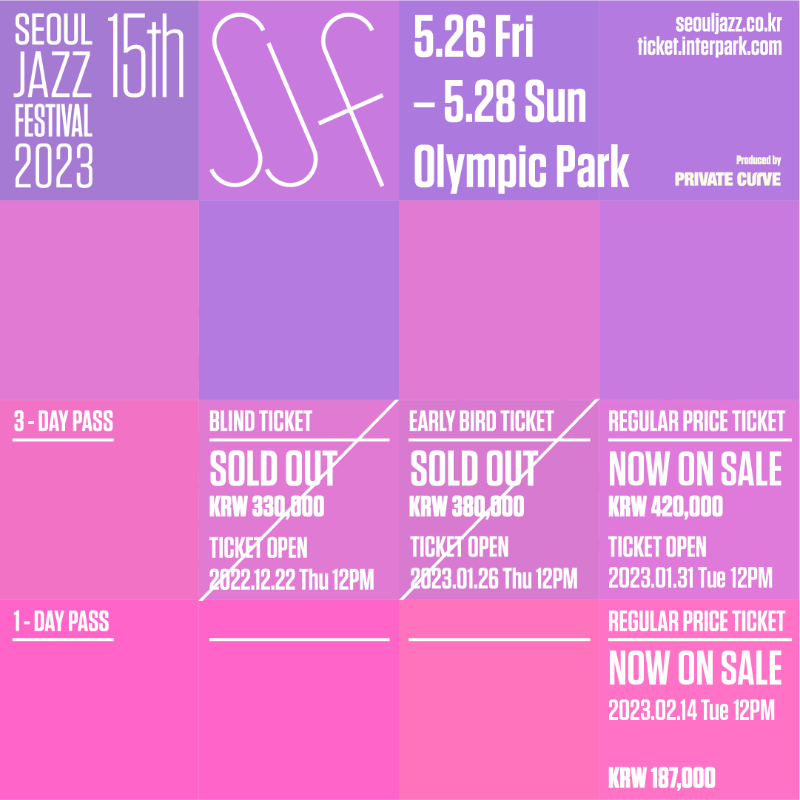 SEOUL
JAZZ
FESTIVAL
2023
15th
SJF
5.26 Fri
– 5.28 Sun
Olympic Park
seouljazz.co.kr
ticket.interpark.com
Produced by
PRIVATE CURVE
3 - DAY PASS
BLIND TICKET
SOLD OUT
KRW 330,000
TICKET OPEN
2022.12.22 Thu 12PM
EARLY BIRD TICKET
SOLD OUT
KRW 380,000
TICKET OPEN
2023.01.26 Thu 12PM
REGULAR PRICE TICKET
NOW ON SALE
KRW 420,000
TICKET OPEN
2023.01.31 Tue 12PM
1 - DAY PASS
REGULAR PRICE TICKET
NOW ON SALE
2023.02.14 Tue 12PM
KRW 187,000